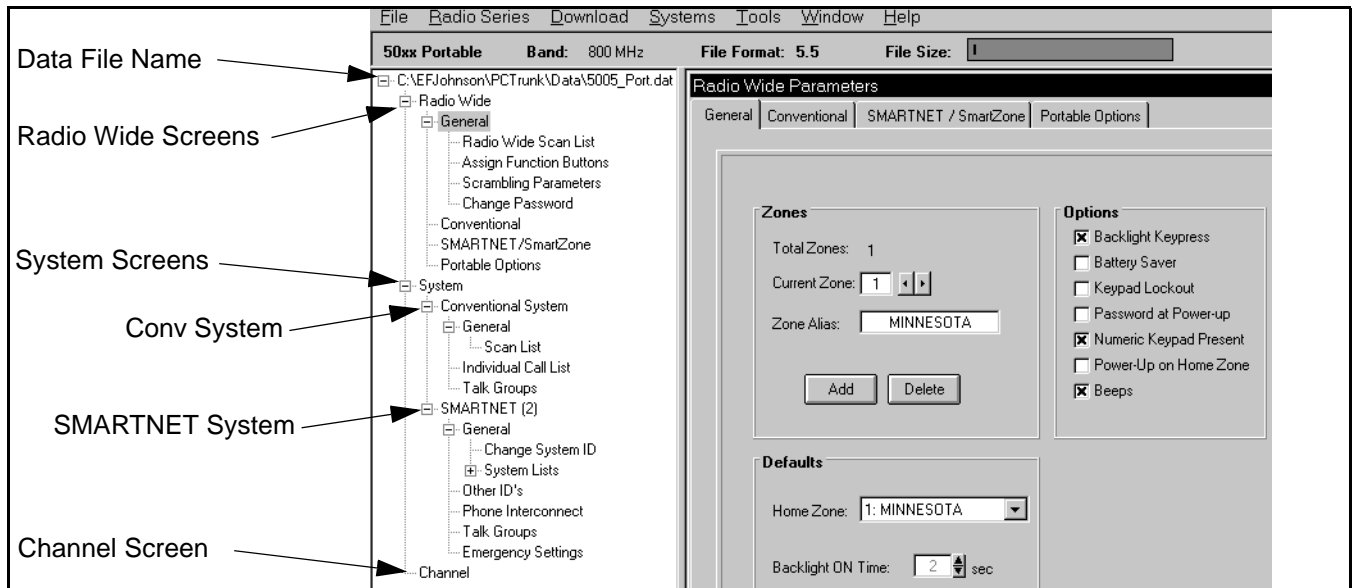 File Radio Series Download Systems Tools Window Help
50xx Portable Band: 800 MHz File Format: 5.5 File Size:
Data File Name
Radio Wide Screens
System Screens
Conv System
SMARTNET System
Channel Screen
C:\EFJohnson\PCTrunk\Data\5005_Port.dat
Radio Wide
General
Radio Wide Scan List
Assign Function Buttons
Scrambling Parameters
Change Password
Conventional
SMARTNET/SmartZone
Portable Options
System
Conventional System
General
Scan List
Individual Call List
Talk Groups
SMARTNET (2)
General
Change System ID
System Lists
Other ID's
Phone Interconnect
Talk Groups
Emergency Settings
Channel
Radio Wide Parameters
General Conventional SMARTNET / SmartZone Portable Options
Zones
Total Zones: 1
Current Zone: 1
Zone Alias: MINNESOTA
Add Delete
Options
Backlight Keypress
Battery Saver
Keypad Lockout
Password at Power-up
Numeric Keypad Present
Power-Up on Home Zone
Beeps
Defaults
Home Zone: 1: MINNESOTA
Backlight ON Time: 2 sec